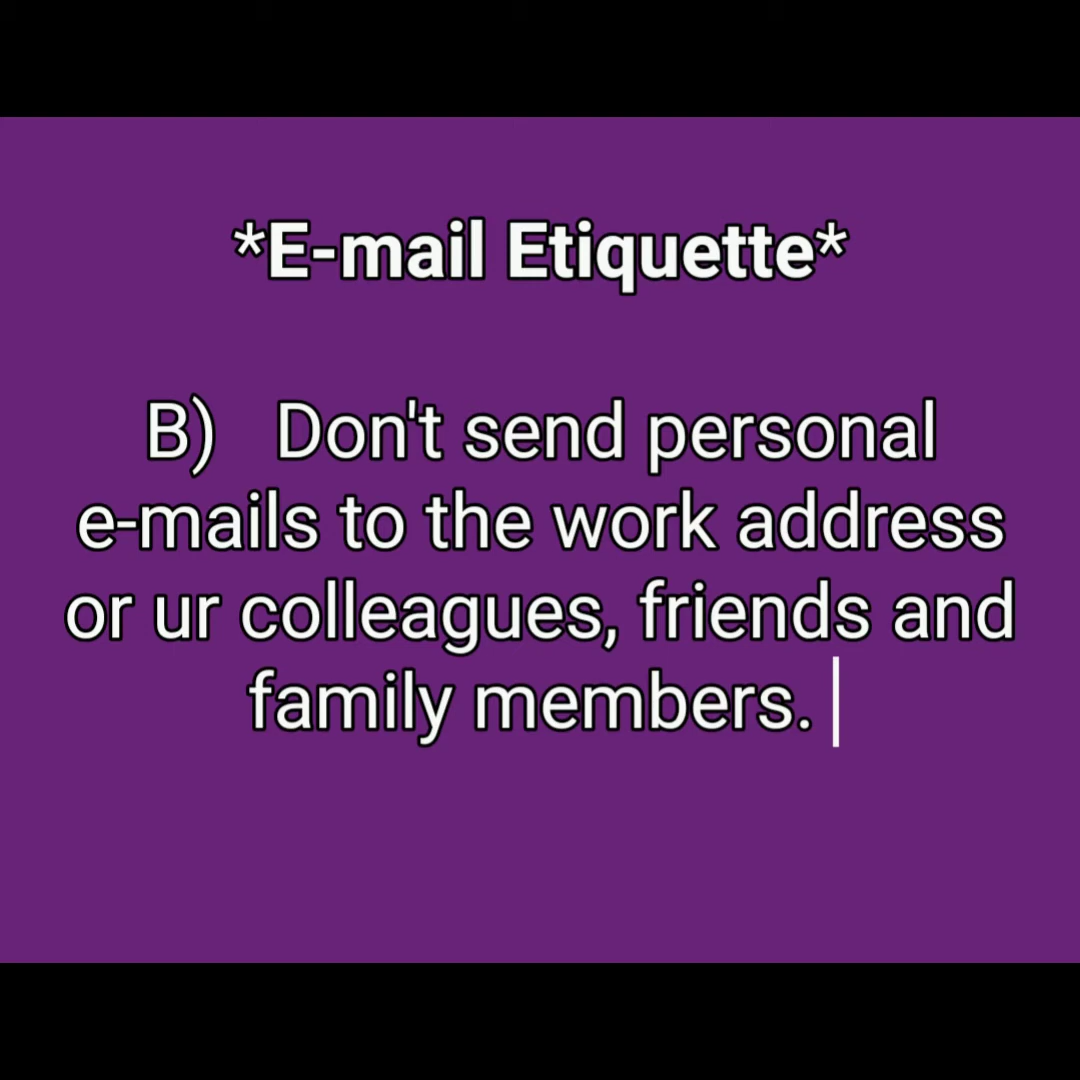 *E-mail Etiquette*
B) Don't send personal
e-mails to the work address
or ur colleagues, friends and
family members.